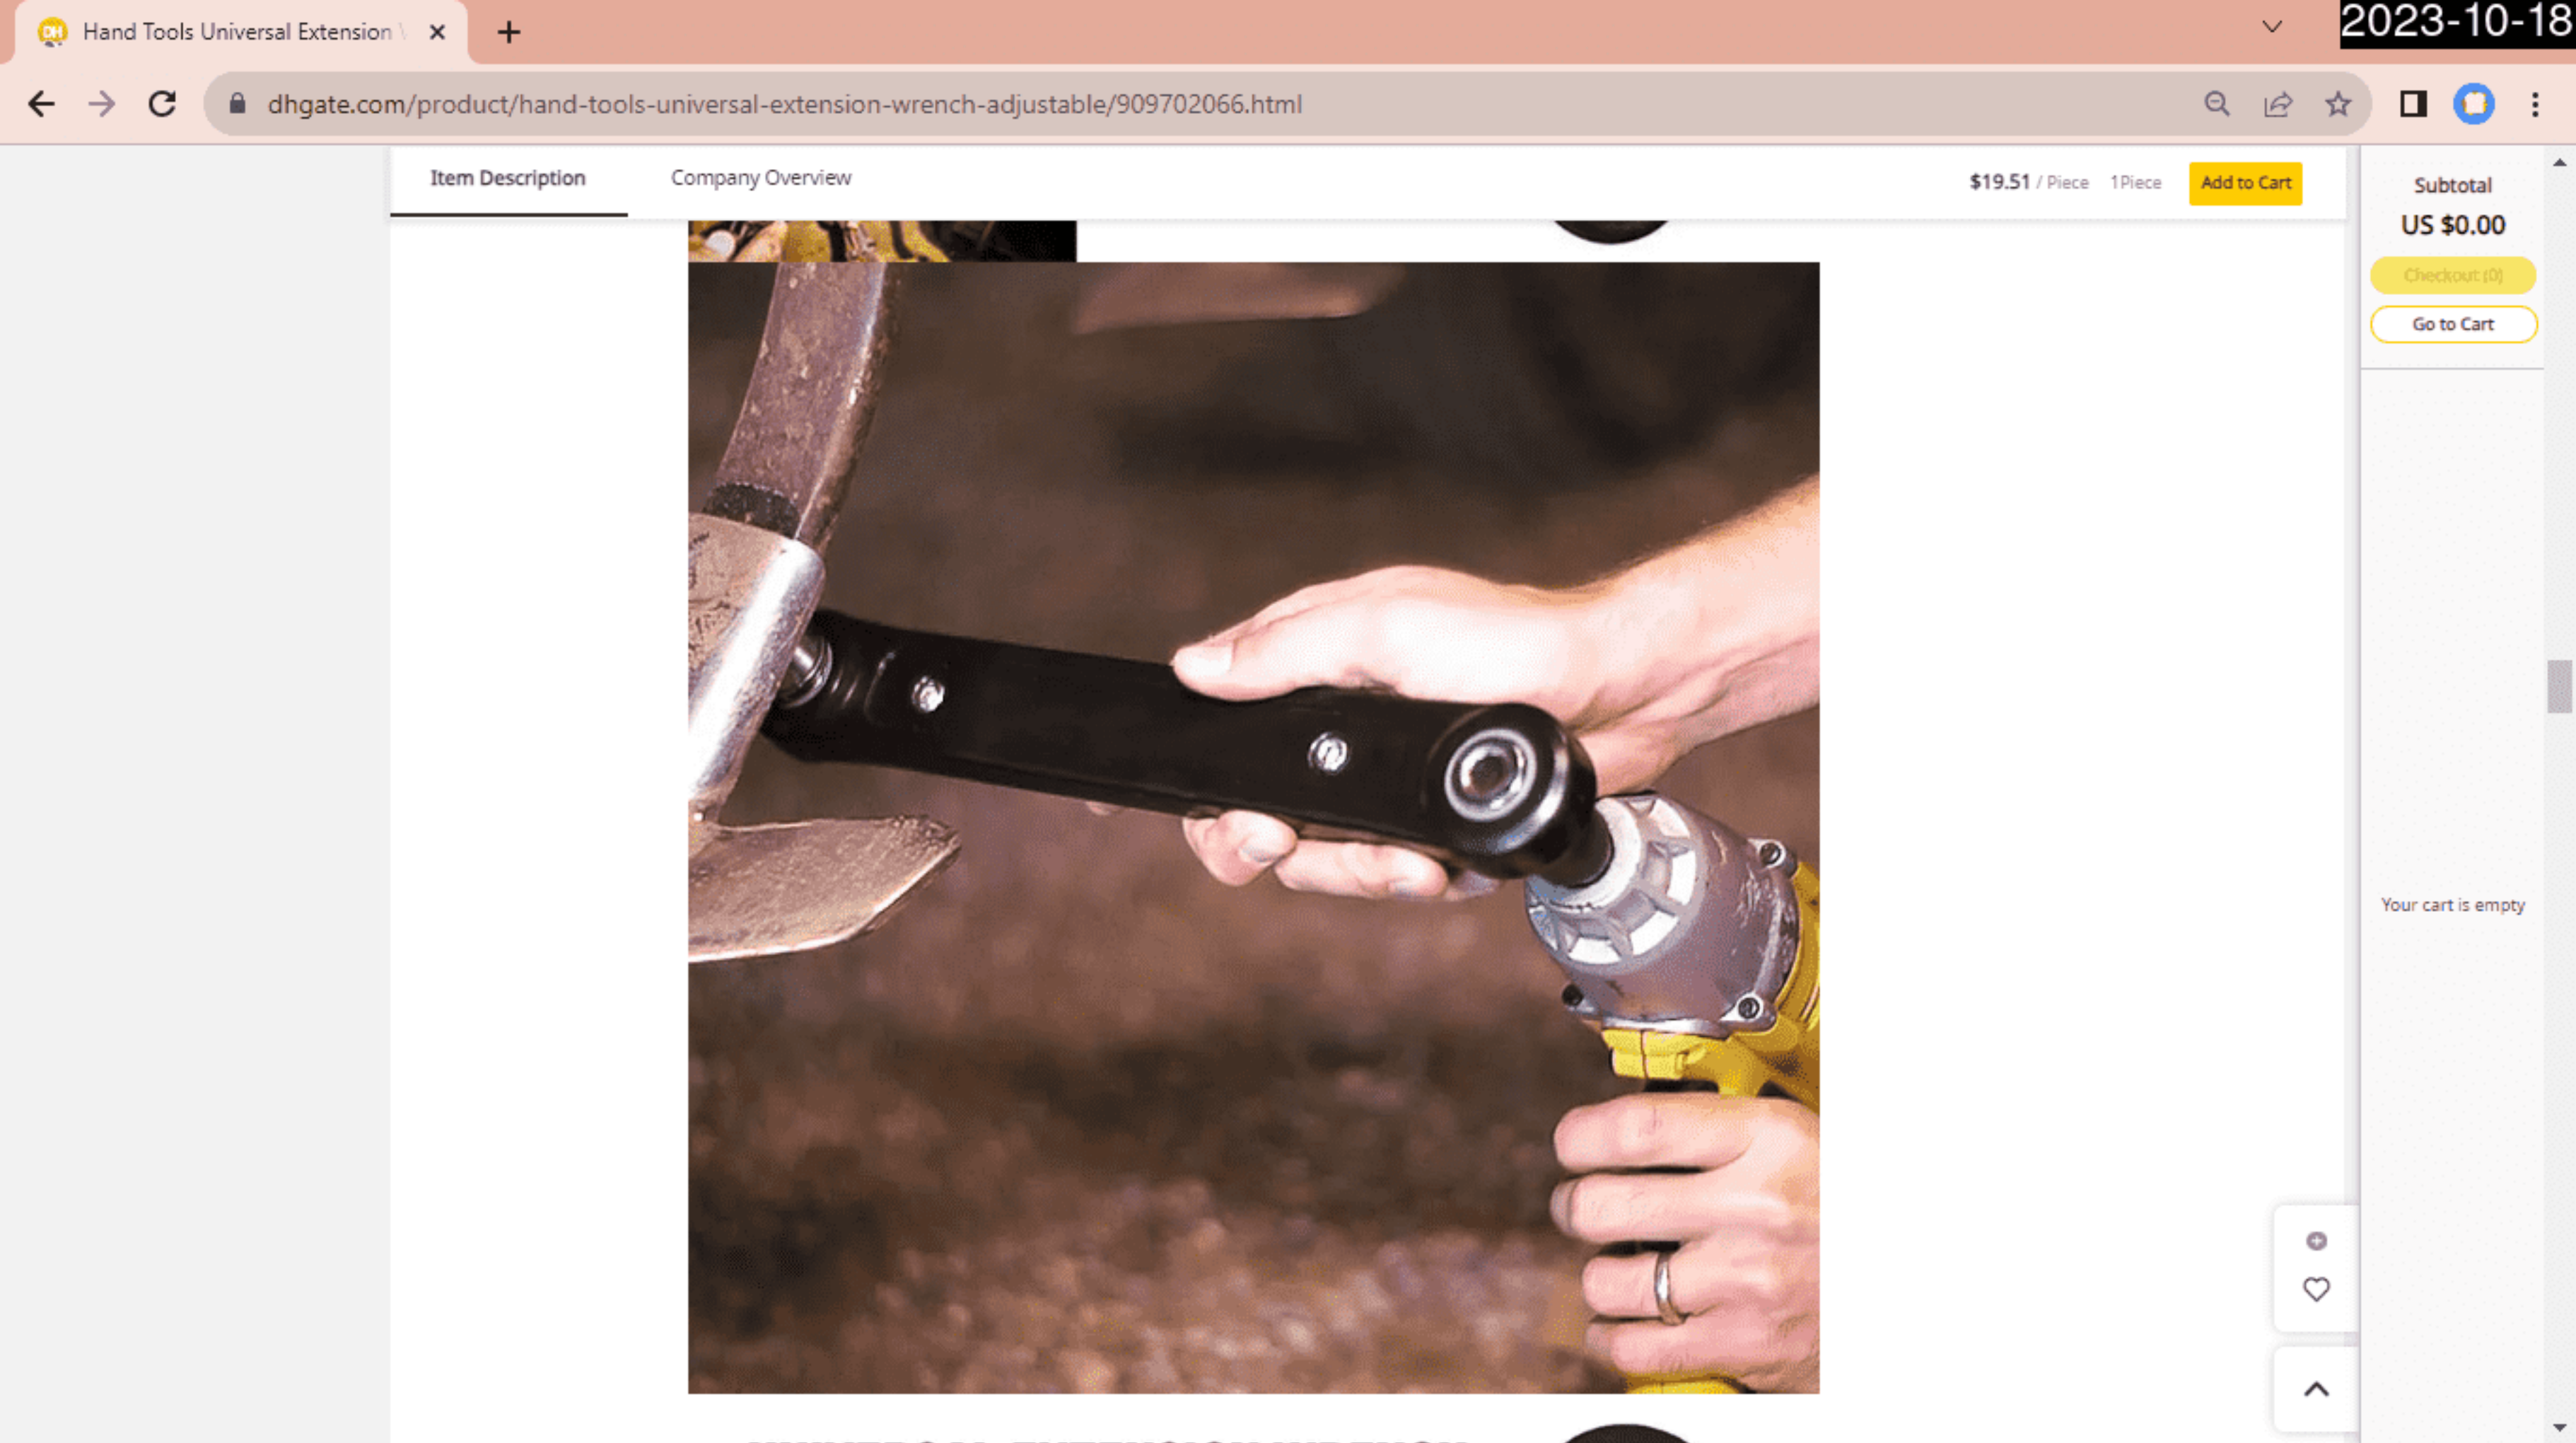 Hand Tools Universal Extension
2023-10-18
dhgate.com/product/hand-tools-universal-extension-wrench-adjustable/909702066.html
Item Description
Company Overview
$19.51 / Piece 1Piece
Add to Cart
Subtotal
US $0.00
Checkout (0)
Go to Cart
Your cart is empty